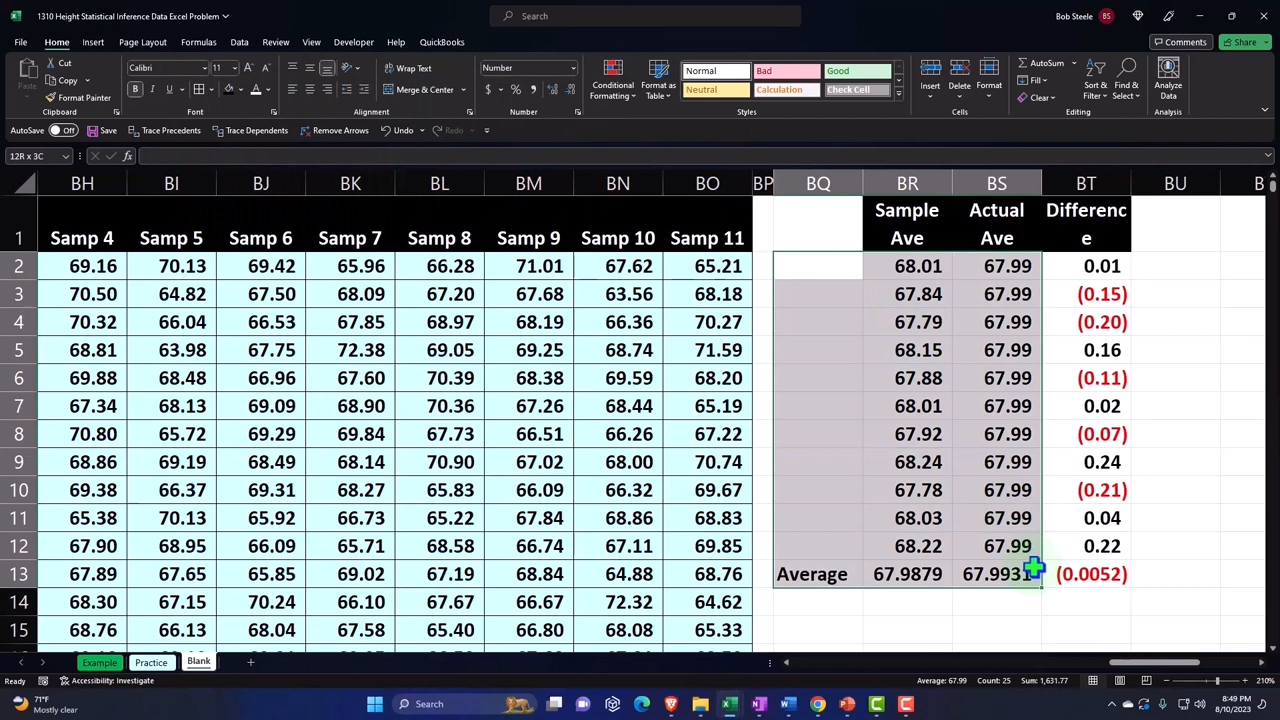 1310 Height Statistical Inference Data Excel Problem
Search
Bob Steele BS
File Home Insert Page Layout Formulas Data Review View Developer Help QuickBooks Comments Share
Cut
Copy
Format Painter
Clipboard
Calibri 11
B I U
Font
Wrap Text
Merge & Center
Alignment
Number
$ %
Number
Conditional Formatting
Format as Table
Normal Bad Good
Neutral Calculation Check Cell
Styles
Insert Delete Format
Cells
AutoSum
Fill
Clear
Sort & Filter
Find & Select
Editing
Analyze Data
Analysis
AutoSave Off Save Trace Precedents Trace Dependents Remove Arrows Undo Redo
12R x 3C fx
BH BI BJ BK BL BM BN BO BP BQ BR BS BT BU B
1 Samp 4 Samp 5 Samp 6 Samp 7 Samp 8 Samp 9 Samp 10 Samp 11 Sample Ave Actual Ave Differenc e
2 69.16 70.13 69.42 65.96 66.28 71.01 67.62 65.21 68.01 67.99 0.01
3 70.50 64.82 67.50 68.09 67.20 67.68 63.56 68.18 67.84 67.99 (0.15)
4 70.32 66.04 66.53 67.85 68.97 68.19 66.36 70.27 67.79 67.99 (0.20)
5 68.81 63.98 67.75 72.38 69.05 69.25 68.74 71.59 68.15 67.99 0.16
6 69.88 68.48 66.96 67.60 70.39 68.38 69.59 68.20 67.88 67.99 (0.11)
7 67.34 68.13 69.09 68.90 70.36 67.26 68.44 65.19 68.01 67.99 0.02
8 70.80 65.72 69.29 69.84 67.73 66.51 66.26 67.22 67.92 67.99 (0.07)
9 68.86 69.19 68.49 68.14 70.90 67.02 68.00 70.74 68.24 67.99 0.24
10 69.38 66.37 69.31 68.27 65.83 66.09 66.32 69.67 67.78 67.99 (0.21)
11 65.38 70.13 65.92 66.73 65.22 67.84 68.86 68.83 68.03 67.99 0.04
12 67.90 68.95 66.09 65.71 68.56 70.44 67.11 69.85 68.22 67.99 0.22
13 67.89 67.65 65.85 69.02 67.19 68.84 64.88 68.76 Average 67.9879 67.9931 (0.0052)
14 68.08 67.15 70.24 66.10 67.67 66.67 72.32 64.62
15 68.76 66.13 68.04 67.58 65.40 66.80 68.08 65.33
Example Practice Blank
Ready Accessibility: Investigate Average: 67.99 Count: 25 Sum: 1,631.77 210%
71°F
Mostly clear
Search
8:49 PM
8/10/2023